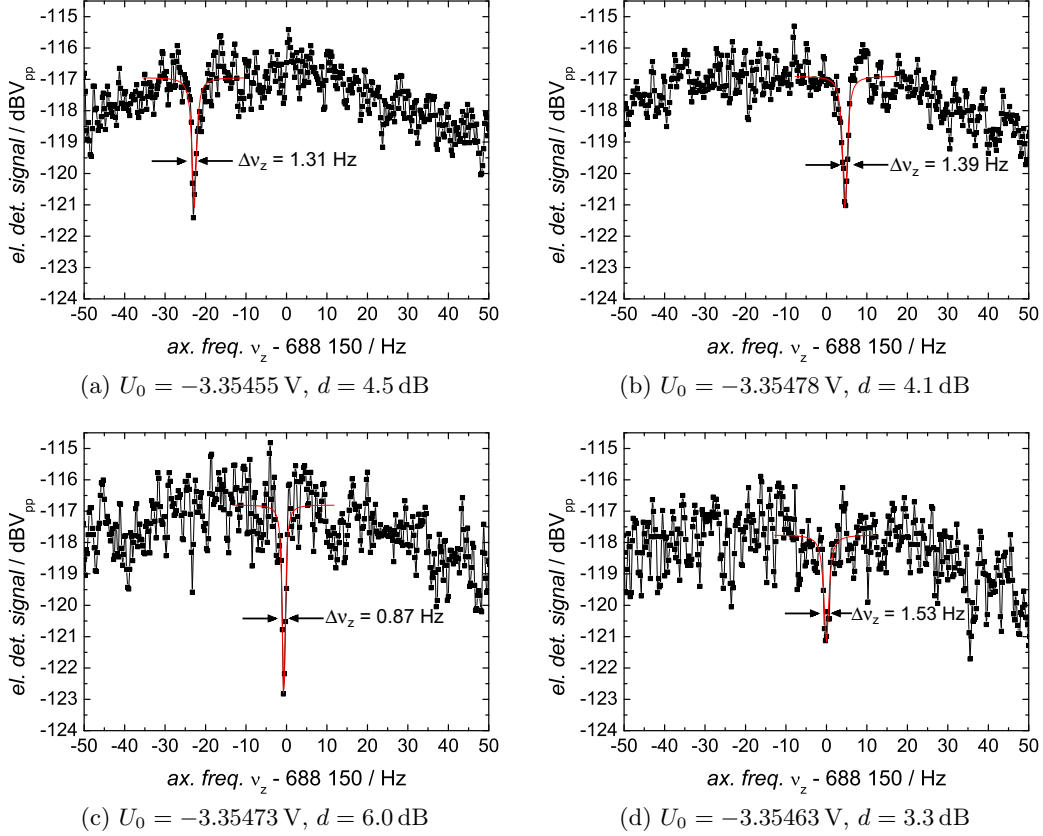 -115
-116
-117
-118
-119
-120
-121
-122
-123
-124
el. det. signal / dBVpp
Δνz = 1.31 Hz
-50 -40 -30 -20 -10 0 10 20 30 40 50
ax. freq. νz - 688 150 / Hz
(a) U0 = −3.35455 V, d = 4.5 dB
-115
-116
-117
-118
-119
-120
-121
-122
-123
-124
el. det. signal / dBVpp
Δνz = 1.39 Hz
-50 -40 -30 -20 -10 0 10 20 30 40 50
ax. freq. νz - 688 150 / Hz
(b) U0 = −3.35478 V, d = 4.1 dB
-115
-116
-117
-118
-119
-120
-121
-122
-123
-124
el. det. signal / dBVpp
Δνz = 0.87 Hz
-50 -40 -30 -20 -10 0 10 20 30 40 50
ax. freq. νz - 688 150 / Hz
(c) U0 = −3.35473 V, d = 6.0 dB
-115
-116
-117
-118
-119
-120
-121
-122
-123
-124
el. det. signal / dBVpp
Δνz = 1.53 Hz
-50 -40 -30 -20 -10 0 10 20 30 40 50
ax. freq. νz - 688 150 / Hz
(d) U0 = −3.35463 V, d = 3.3 dB